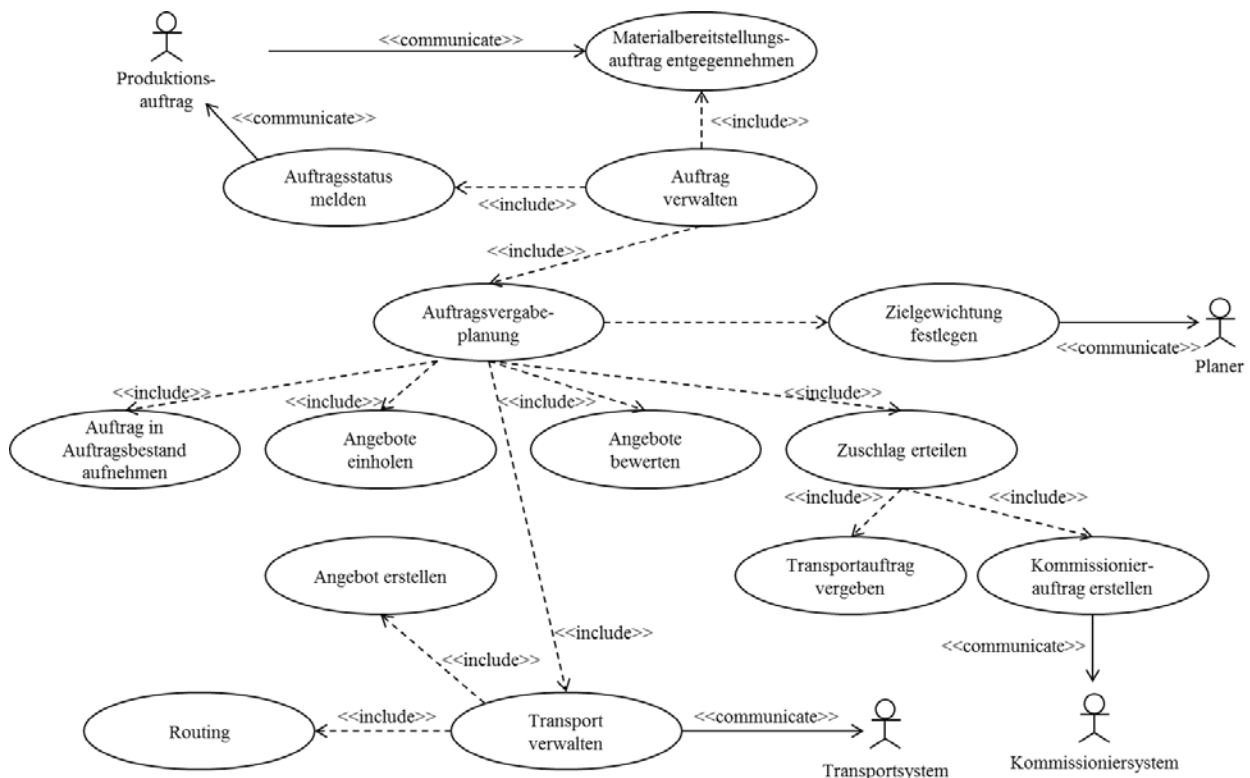 <<communicate>>
Materialbereitstellungs-
auftrag entgegennehmen
Produktions-
auftrag
<<communicate>>
<<include>>
Auftragsstatus
melden
<<include>>
Auftrag
verwalten
<<include>>
Auftragsvergabe-
planung
Zielgewichtung
festlegen
<<communicate>>
Planer
<<include>>
<<include>>
<<include>>
<<include>>
Auftrag in
Auftragsbestand
aufnehmen
Angebote
einholen
Angebote
bewerten
Zuschlag erteilen
<<include>>
<<include>>
Angebot erstellen
Transportauftrag
vergeben
Kommissionier-
auftrag erstellen
<<include>>
<<communicate>>
<<include>>
Routing
<<include>>
Transport
verwalten
<<communicate>>
Transportsystem
Kommissioniersystem